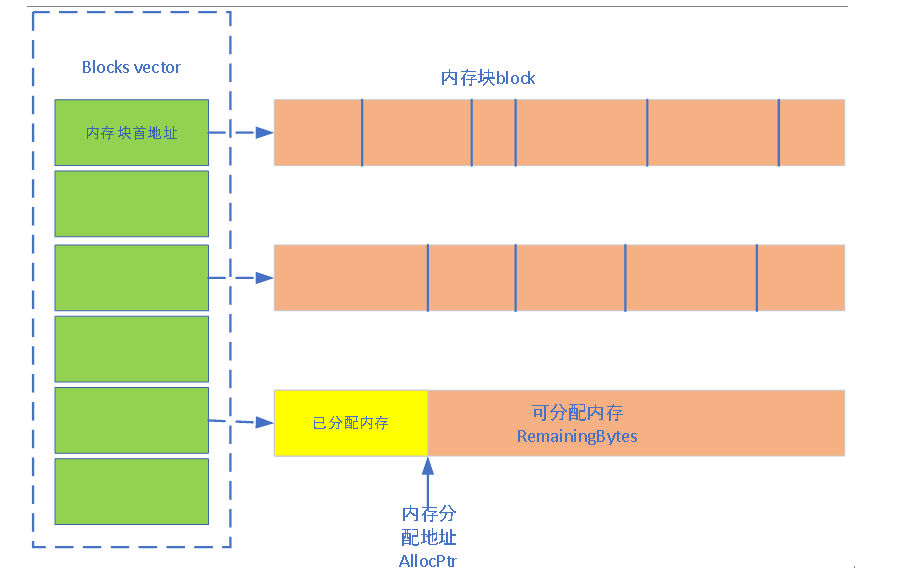 Blocks vector
内存块block
内存块首地址
已分配内存
可分配内存
RemainingBytes
内存分
配地址
AllocPtr